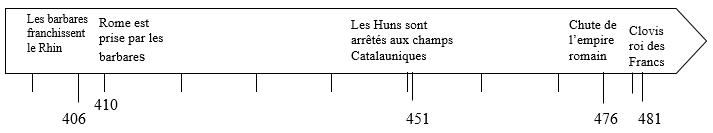 Les barbares
franchissent
le Rhin
Rome est
prise par les
barbares
Les Huns sont
arrêtés aux champs
Catalauniques
Chute de
l’empire
romain
Clovis
roi des
Francs
406
410
451
476
481